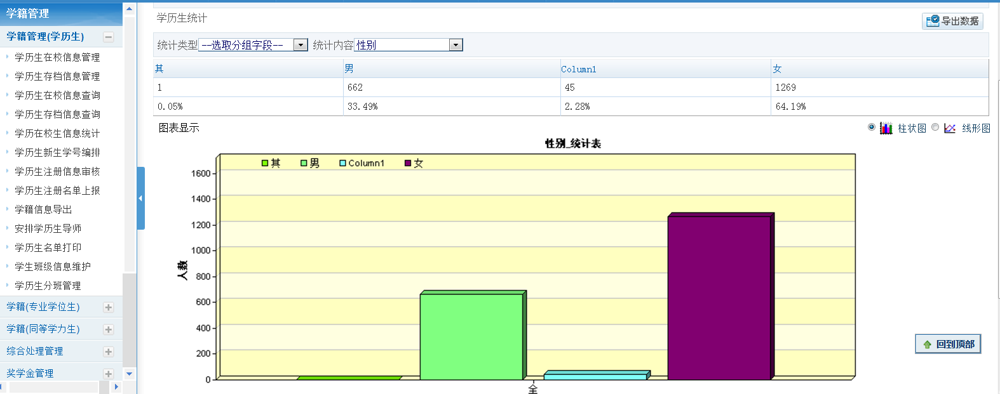 学籍管理
学籍管理(学历生)
学历生在校信息管理
学历生存档信息管理
学历生在校信息查询
学历生存档信息查询
学历在校生信息统计
学历生新生学号编排
学历生注册信息审核
学历生注册名单上报
学籍信息导出
安排学历生导师
学历生名单打印
学生班级信息维护
学历生分班管理
学籍(专业学位生)
学籍(同等学力生)
综合处理管理
奖学金管理
学历生统计
导出数据
统计类型 --选取分组字段-- 统计内容 性别
其 男 Column1 女
1 662 45 1269
0.05% 33.49% 2.28% 64.19%
图表显示 柱状图 线形图
性别_统计表
其 男 Column1 女
1600
1400
1200
1000
800
600
400
200
0
人数
全
回到顶部